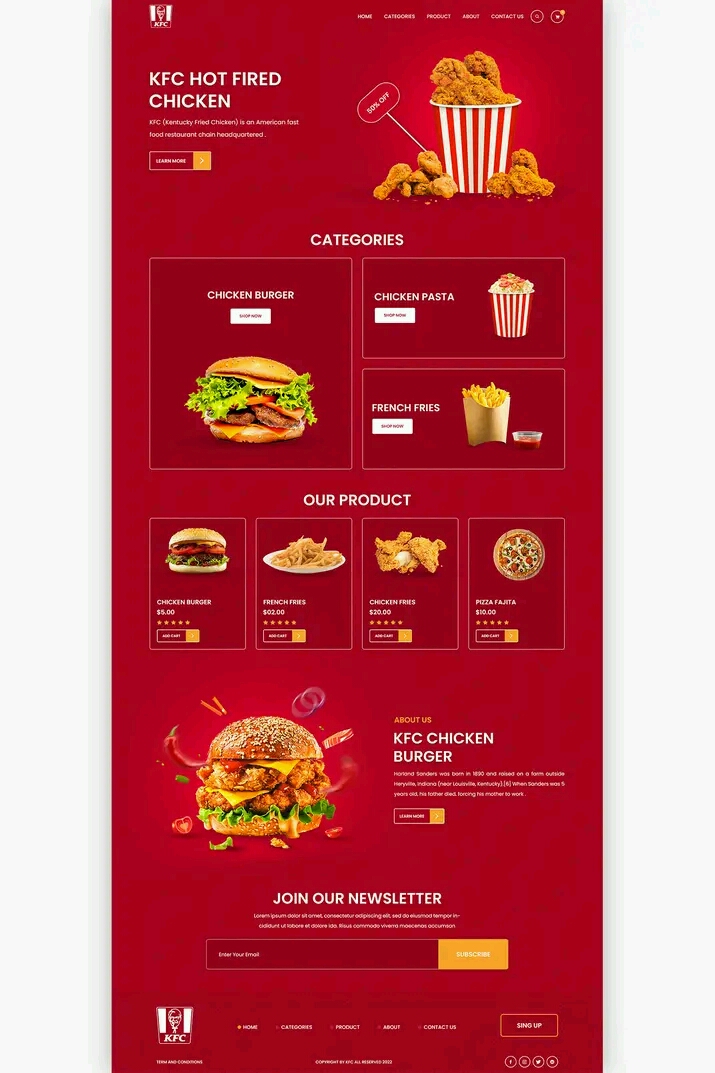 KFC
HOME CATEGORIES PRODUCT ABOUT CONTACT US
KFC HOT FIRED
CHICKEN
KFC (Kentucky Fried Chicken) is an American fast
food restaurant chain headquartered .
LEARN MORE
50% OFF
CATEGORIES
CHICKEN BURGER
SHOP NOW
CHICKEN PASTA
SHOP NOW
FRENCH FRIES
SHOP NOW
OUR PRODUCT
CHICKEN BURGER
$5.00
ADD CART
FRENCH FRIES
$02.00
ADD CART
CHICKEN FRIES
$20.00
ADD CART
PIZZA FAJITA
$10.00
ADD CART
ABOUT US
KFC CHICKEN
BURGER
Harland Sanders was born in 1890 and raised on a farm outside
Henryville, Indiana (near Louisville, Kentucky).[6] When Sanders was 5
years old, his father died, forcing his mother to work .
LEARN MORE
JOIN OUR NEWSLETTER
Lorem ipsum dolor sit amet, consectetur adipiscing elit, sed do eiusmod tempor in-
cididunt ut labore et dolore ida. Risus commodo viverra maecenas accumsan
Enter Your Email
SUBSCRIBE
KFC
HOME CATEGORIES PRODUCT ABOUT CONTACT US
SING UP
TERM AND CONDITIONS
COPYRIGHT BY KFC ALL RESERVED 2022